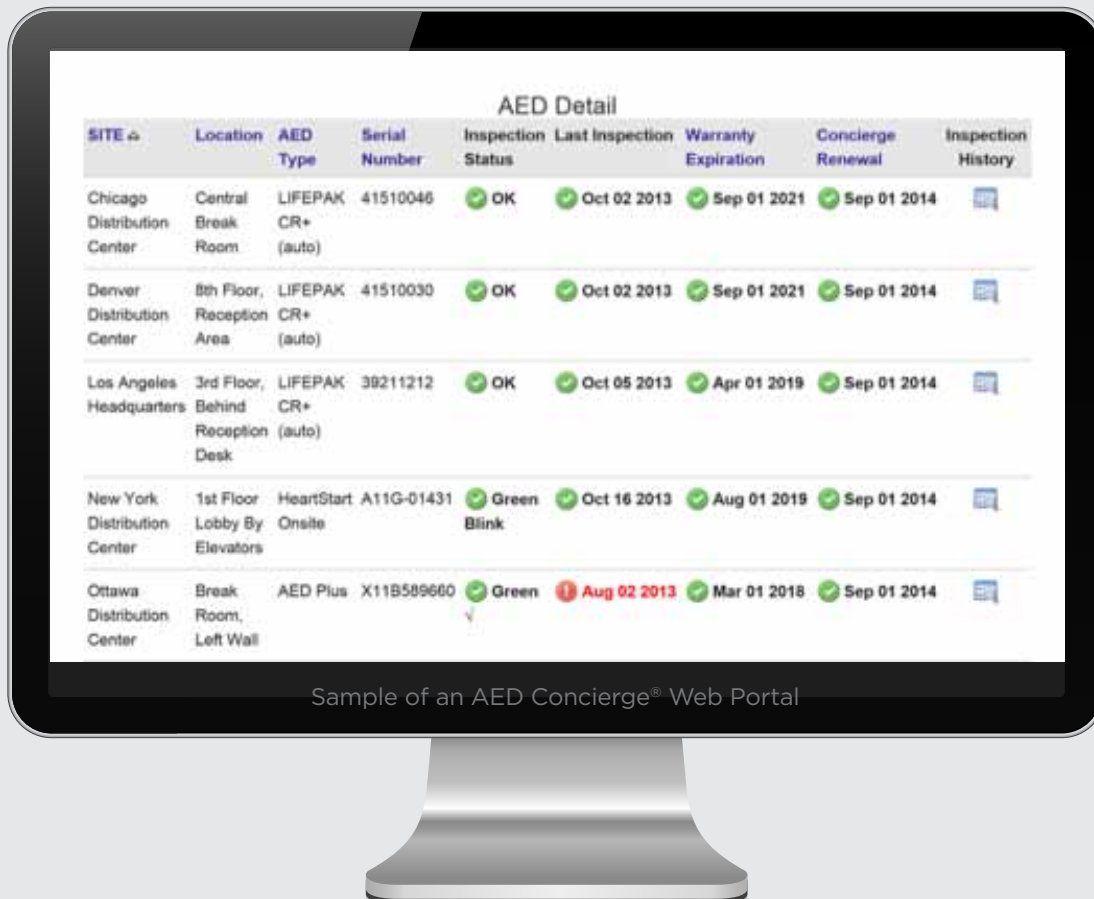 AED Detail
SITE Location AED Type Serial Number Inspection Status Last Inspection Warranty Expiration Concierge Renewal Inspection History
Chicago Distribution Center Central Break Room LIFEPAK CR+ (auto) 41510046 OK Oct 02 2013 Sep 01 2021 Sep 01 2014
Denver Distribution Center 8th Floor, Reception Area LIFEPAK CR+ (auto) 41510030 OK Oct 02 2013 Sep 01 2021 Sep 01 2014
Los Angeles Headquarters 3rd Floor, Behind Reception Desk LIFEPAK CR+ (auto) 39211212 OK Oct 05 2013 Apr 01 2019 Sep 01 2014
New York Distribution Center 1st Floor Lobby By Elevators HeartStart Onsite A11G-01431 Green Blink Oct 16 2013 Aug 01 2019 Sep 01 2014
Ottawa Distribution Center Break Room, Left Wall AED Plus X11B589660 Green √ Aug 02 2013 Mar 01 2018 Sep 01 2014
Sample of an AED Concierge® Web Portal